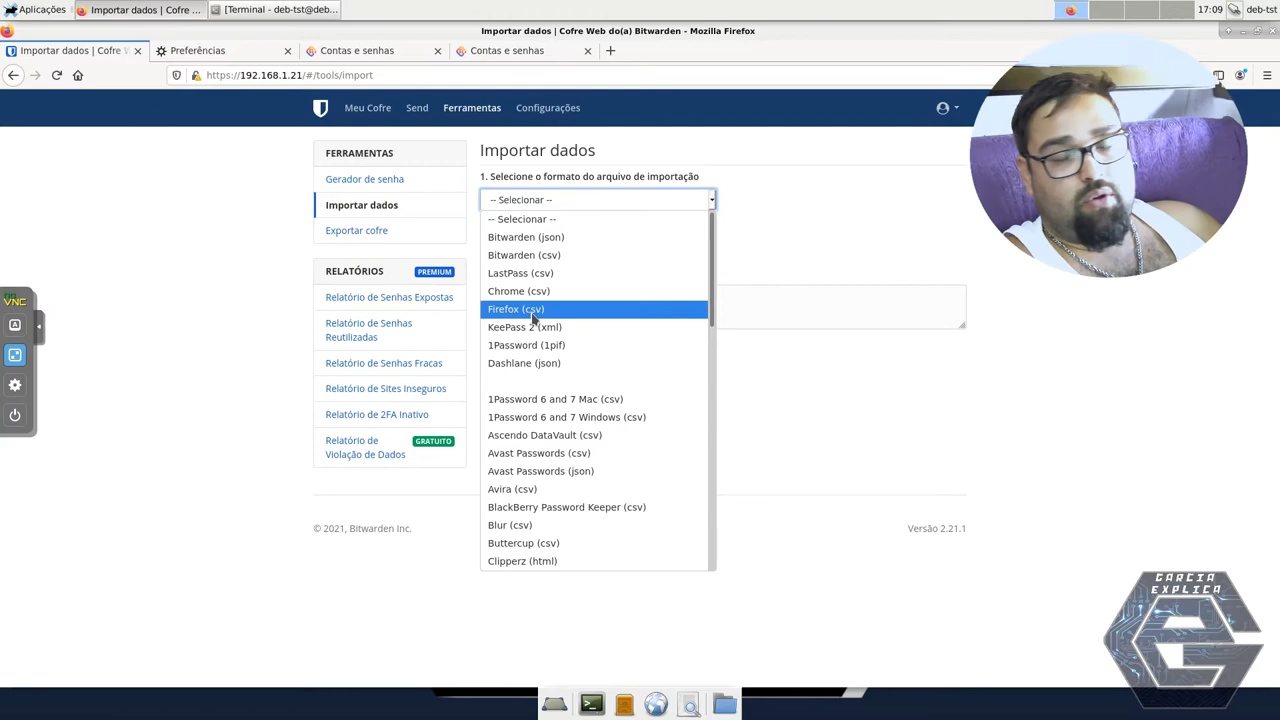 Aplicações
Importar dados | Cofre ...
[Terminal - deb-tst@deb...
17:09
deb-tst
Importar dados | Cofre Web do(a) Bitwarden - Mozilla Firefox
Importar dados | Cofre W
Preferências
Contas e senhas
Contas e senhas
https://192.168.1.21/#/tools/import
Meu Cofre
Send
Ferramentas
Configurações
FERRAMENTAS
Gerador de senha
Importar dados
Exportar cofre
RELATÓRIOS
PREMIUM
Relatório de Senhas Expostas
Relatório de Senhas
Reutilizadas
Relatório de Senhas Fracas
Relatório de Sites Inseguros
Relatório de 2FA Inativo
Relatório de
Violação de Dados
GRATUITO
Importar dados
1. Selecione o formato do arquivo de importação
-- Selecionar --
-- Selecionar --
Bitwarden (json)
Bitwarden (csv)
LastPass (csv)
Chrome (csv)
Firefox (csv)
KeePass 2 (xml)
1Password (1pif)
Dashlane (json)
1Password 6 and 7 Mac (csv)
1Password 6 and 7 Windows (csv)
Ascendo DataVault (csv)
Avast Passwords (csv)
Avast Passwords (json)
Avira (csv)
BlackBerry Password Keeper (csv)
Blur (csv)
Buttercup (csv)
Clipperz (html)
© 2021, Bitwarden Inc.
Versão 2.21.1
VNC
A
GARCIA
EXPLICA